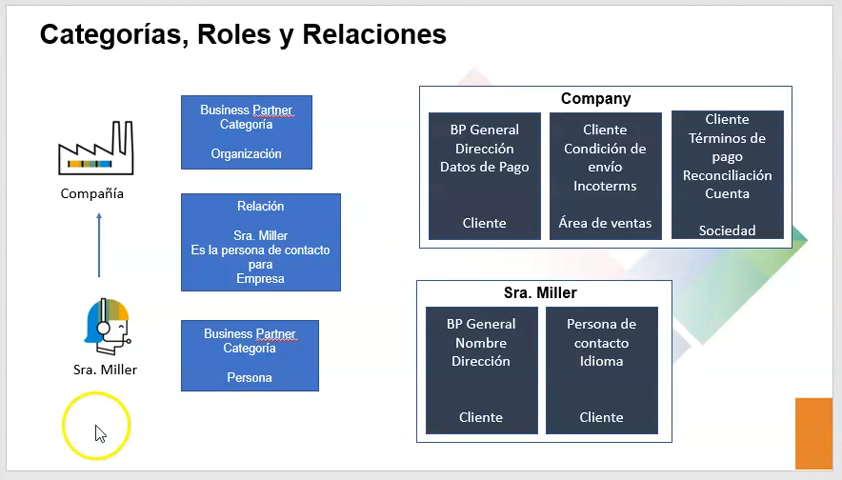 Categorías, Roles y Relaciones
Compañía
Sra. Miller
Business Partner
Categoría
Organización
Relación
Sra. Miller
Es la persona de contacto
para
Empresa
Business Partner
Categoría
Persona
Company
BP General
Dirección
Datos de Pago
Cliente
Cliente
Condición de
envío
Incoterms
Área de ventas
Cliente
Términos de
pago
Reconciliación
Cuenta
Sociedad
Sra. Miller
BP General
Nombre
Dirección
Cliente
Persona de
contacto
Idioma
Cliente